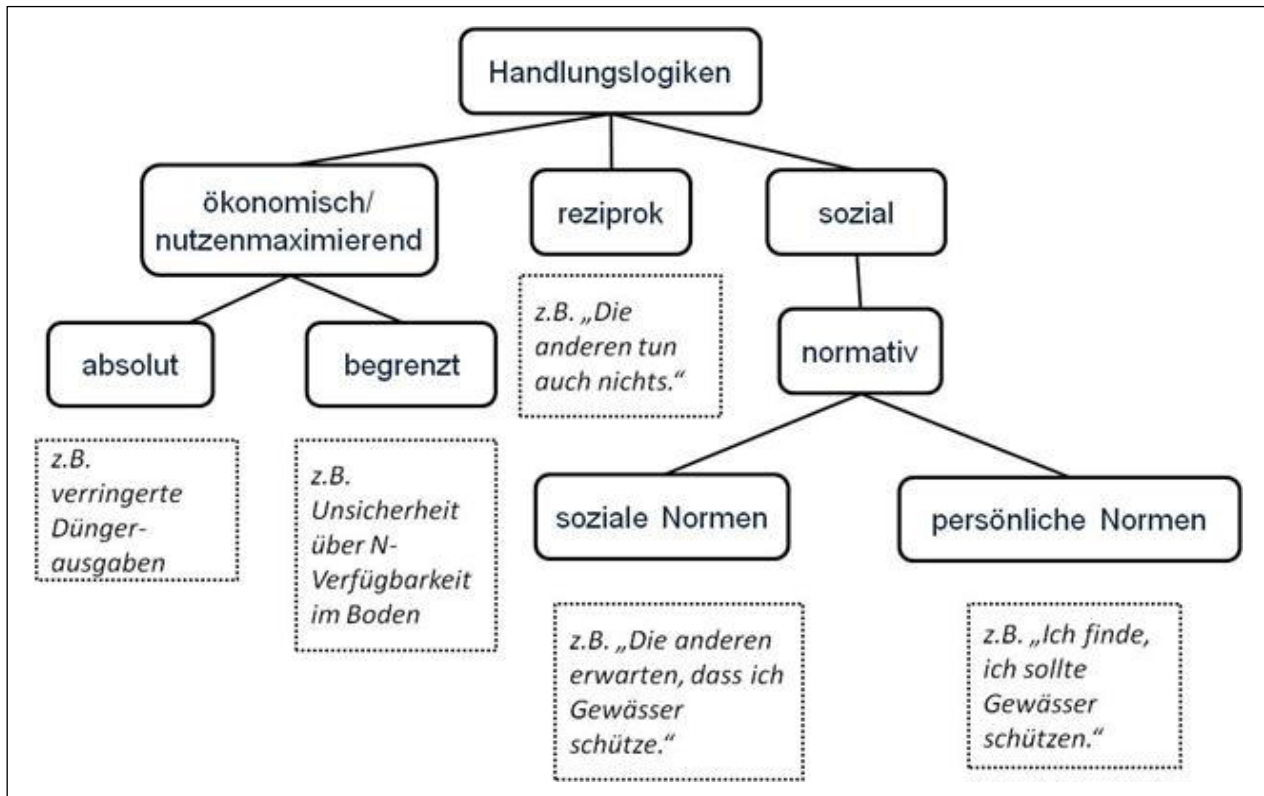 Handlungslogiken
ökonomisch/
nutzenmaximierend
reziprok
sozial
absolut
begrenzt
z.B. „Die
anderen tun
auch nichts.“
normativ
z.B.
verringerte
Dünger-
ausgaben
z.B.
Unsicherheit
über N-
Verfügbarkeit
im Boden
soziale Normen
persönliche Normen
z.B. „Die anderen
erwarten, dass ich
Gewässer
schütze.“
z.B. „Ich finde,
ich sollte
Gewässer
schützen.“